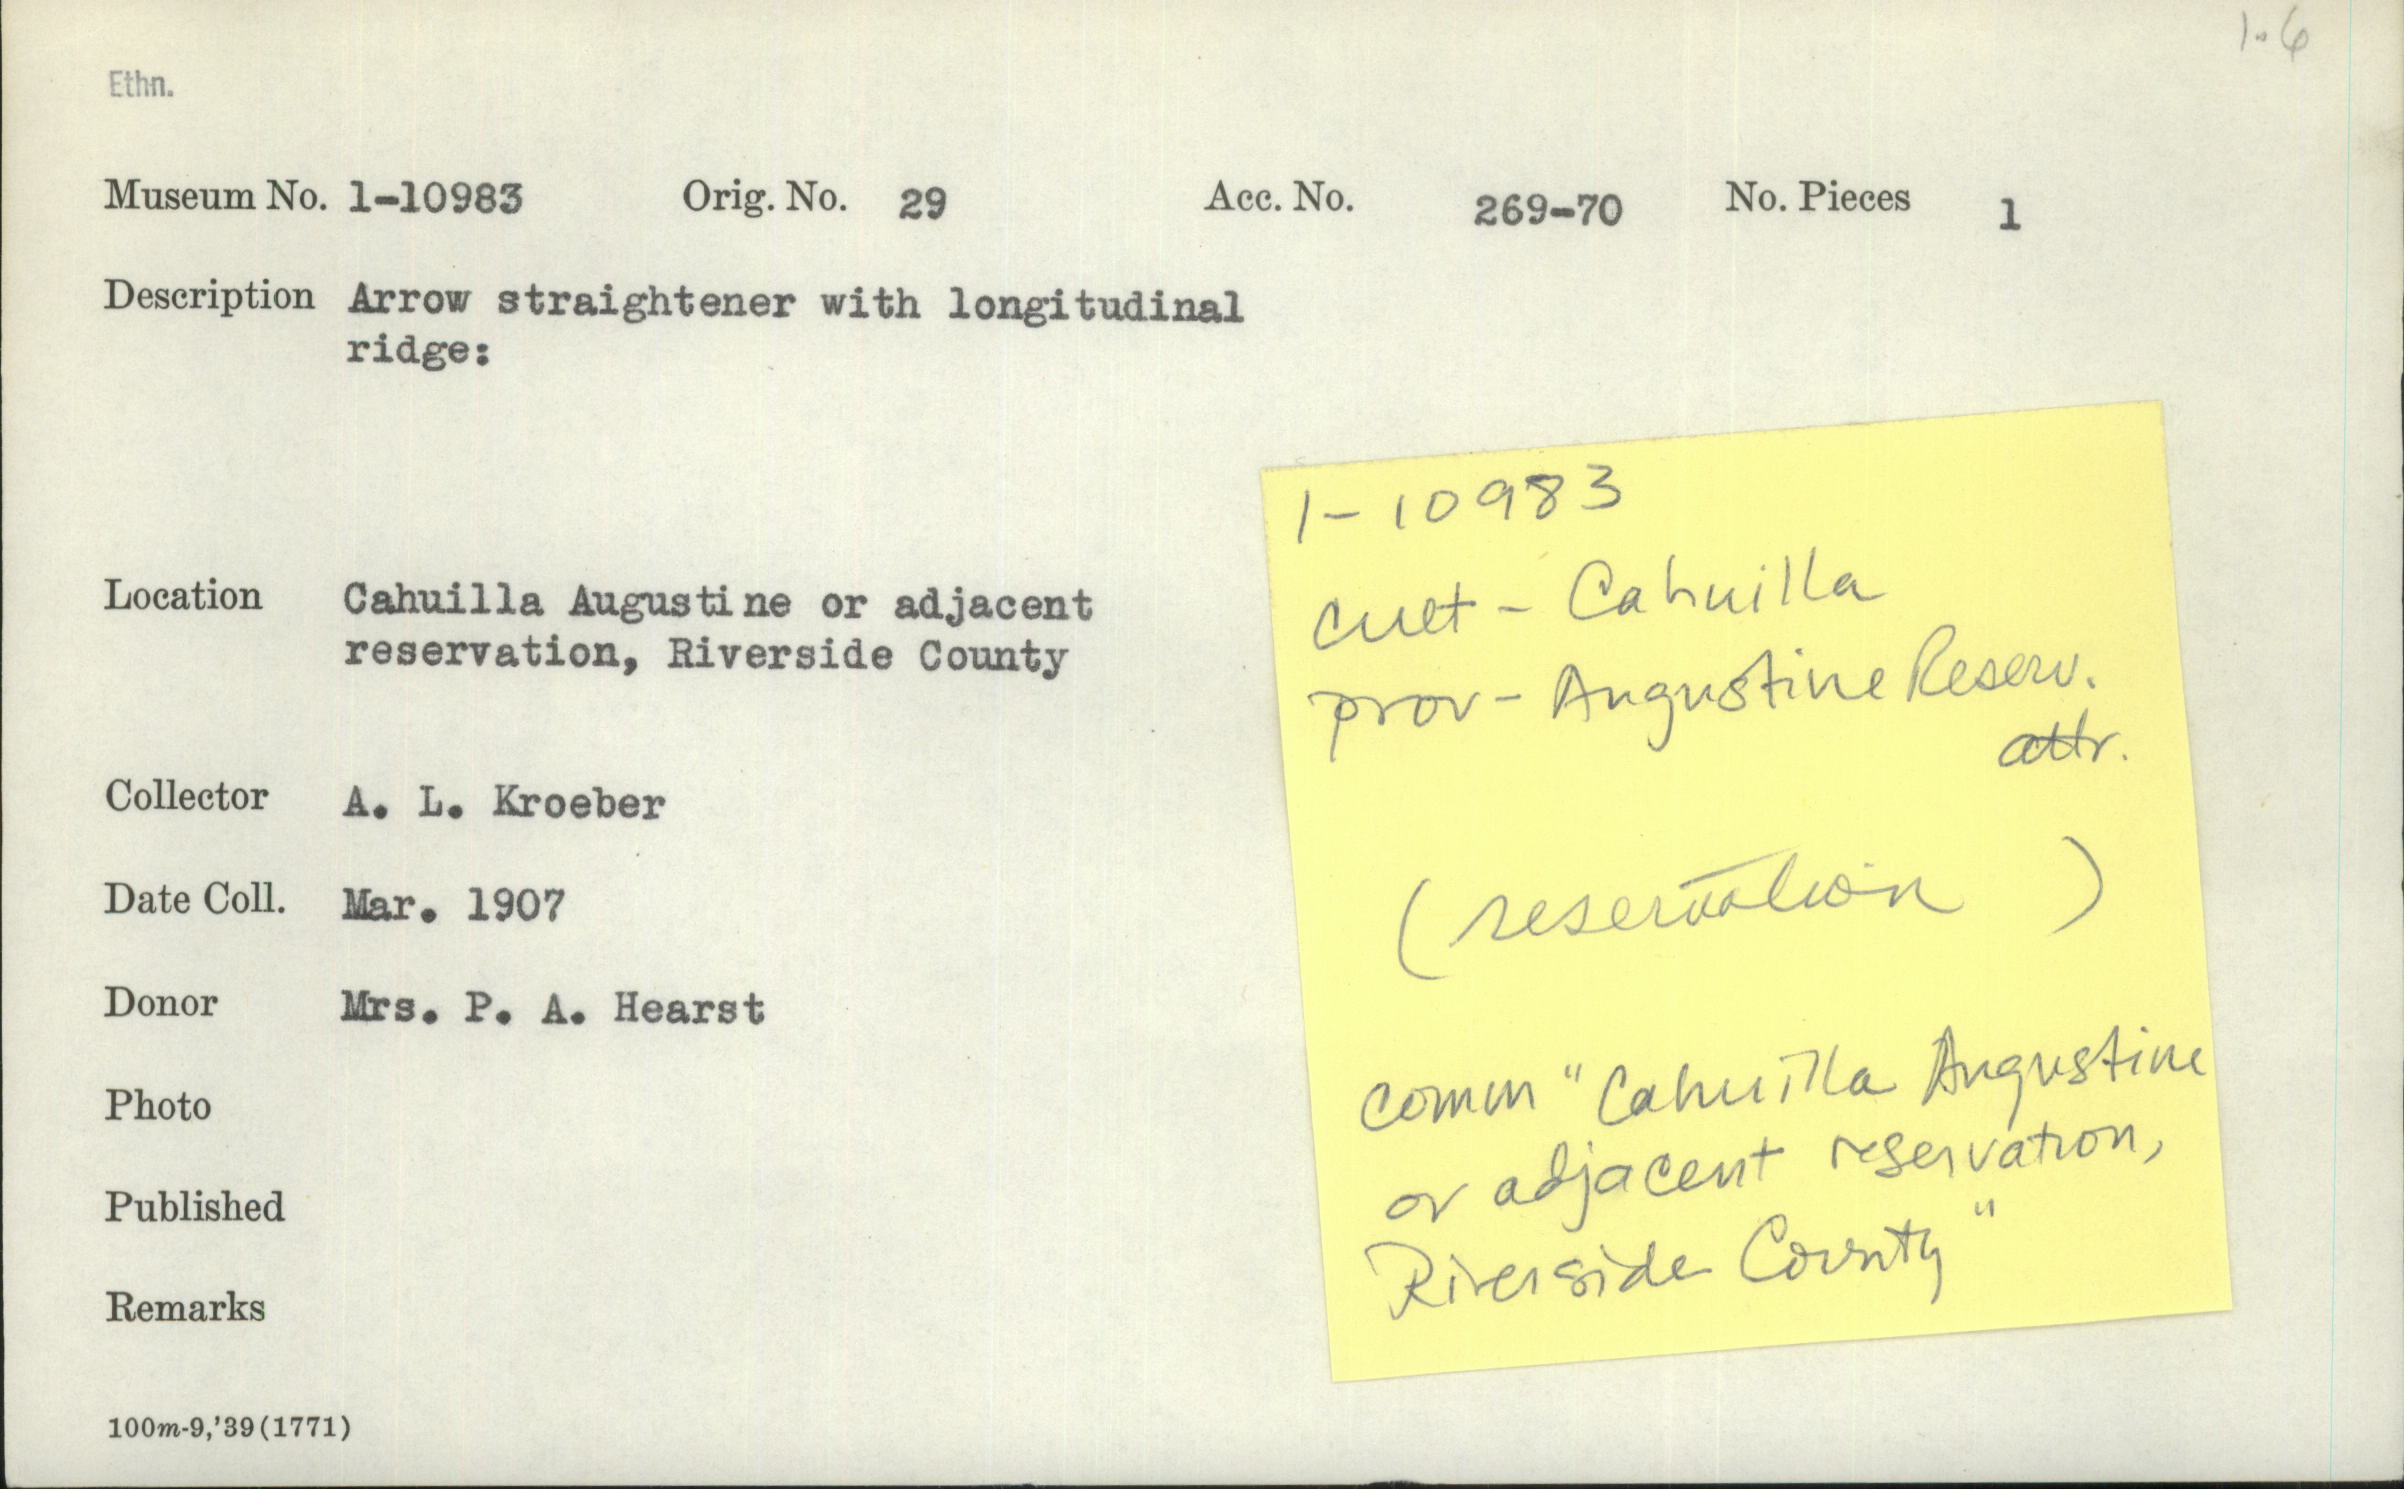 1-6
Ethn.
Museum No. 1-10983 Orig. No. 29 Acc. No. 269-70 No. Pieces 1
Description Arrow straightener with longitudinal
ridge:
Location Cahuilla Augustine or adjacent
reservation, Riverside County
Collector A. L. Kroeber
Date Coll. Mar. 1907
Donor Mrs. P. A. Hearst
Photo
Published
Remarks
100m-9,'39(1771)
1-10983
cult - Cahuilla
prov - Augustine Reserv.
attr.
(reservation )
comm "Cahuilla Augustine
or adjacent reservation,
Riverside County"